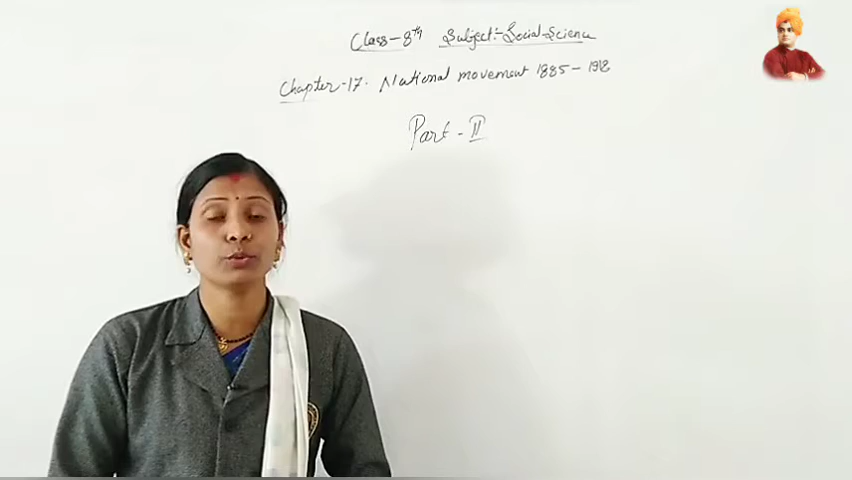 Class-8th Subject:-Social-Science
Chapter-17. National movement 1885-1918
Part-II